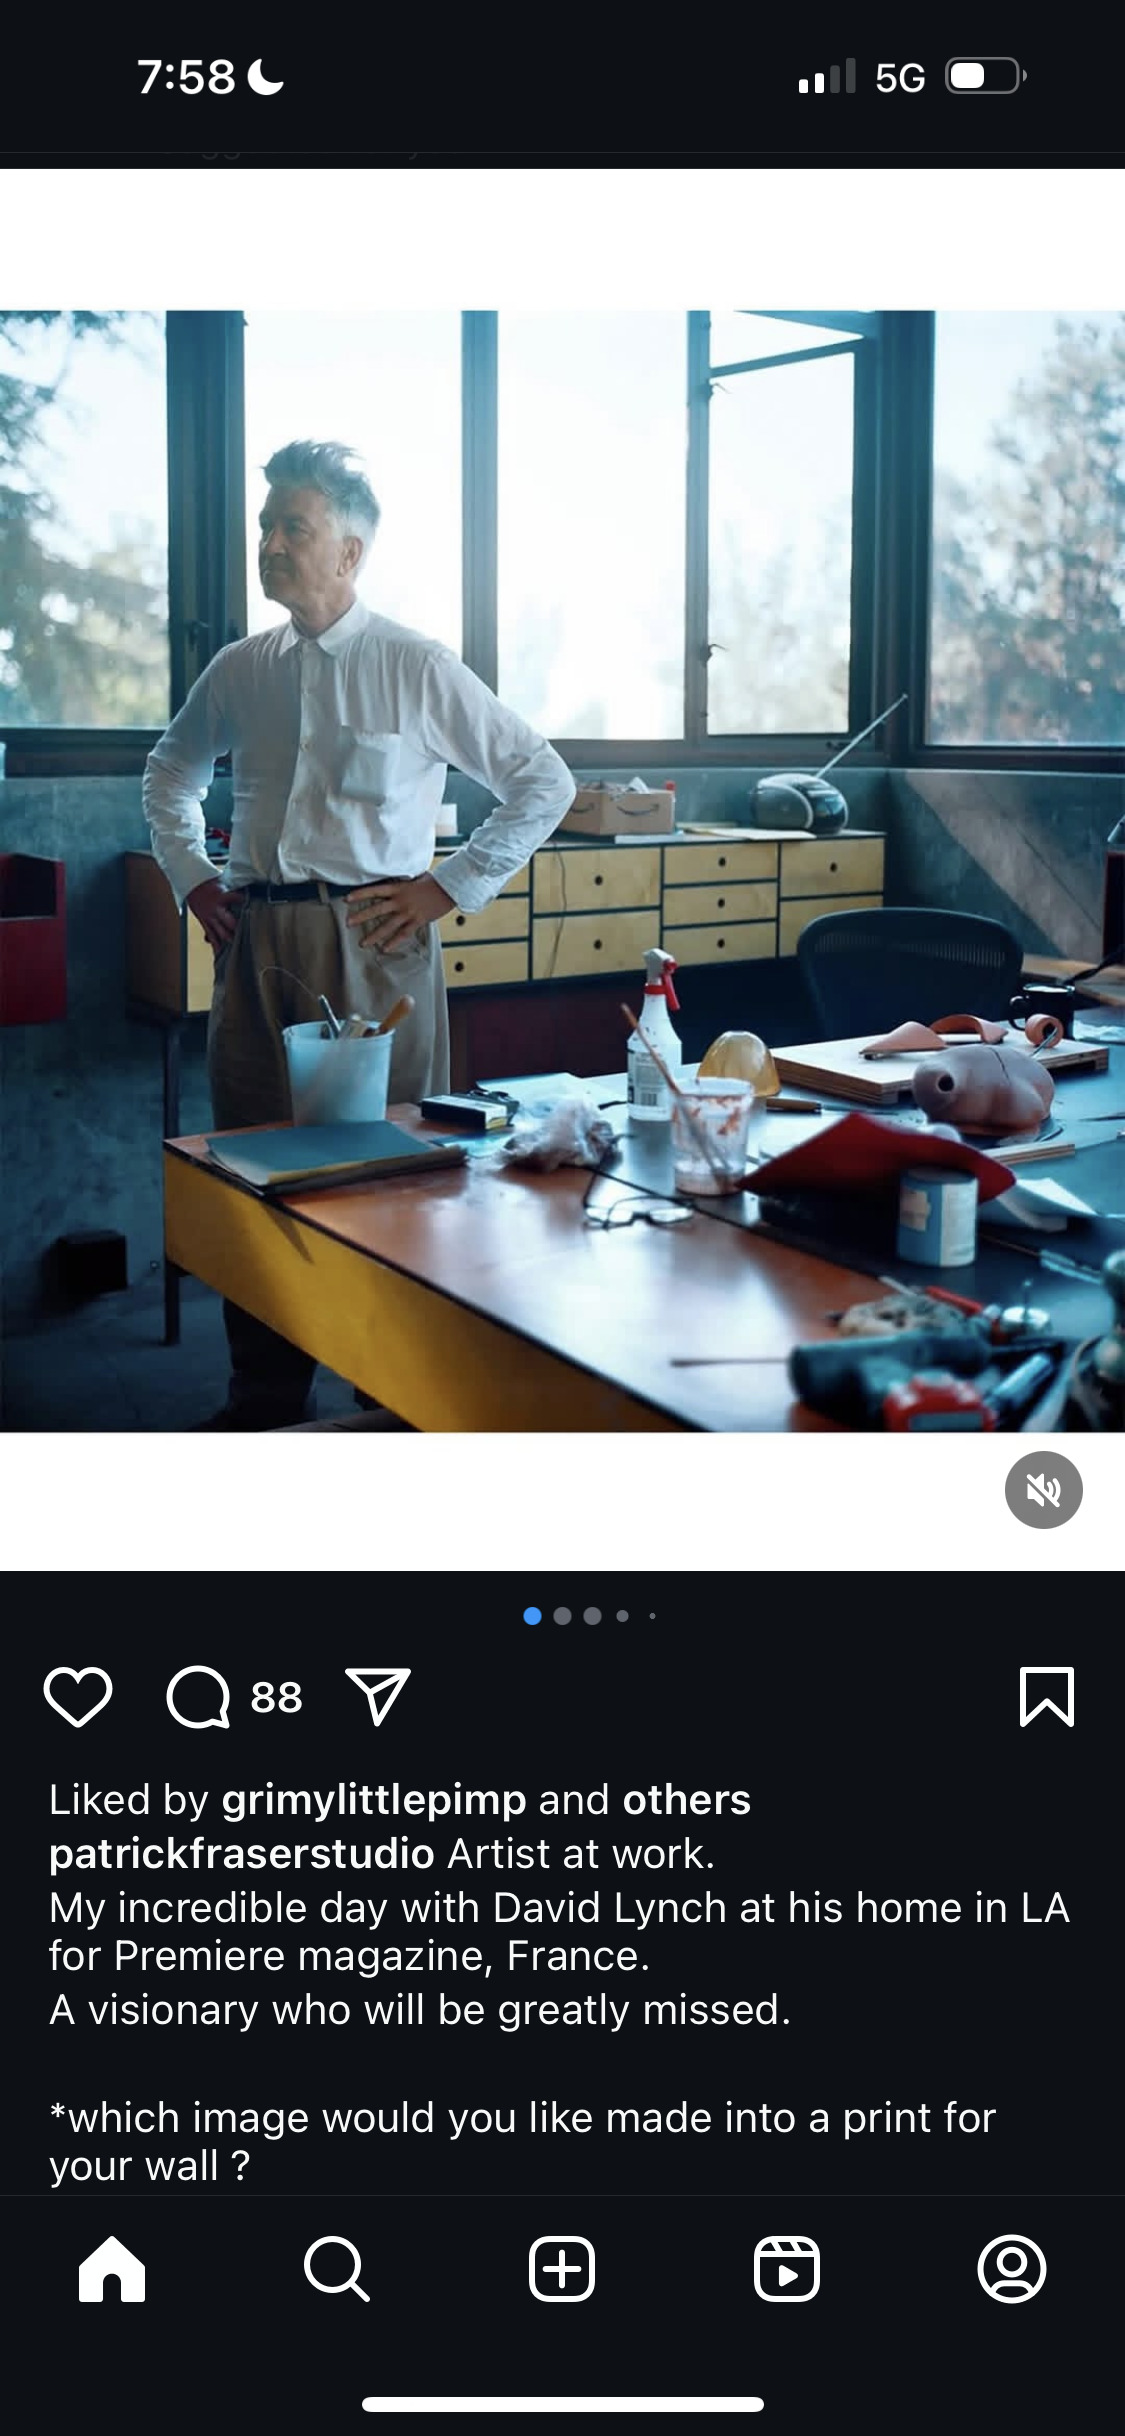 7:58
5G
88
Liked by grimylittlepimp and others
patrickfraserstudio Artist at work.
My incredible day with David Lynch at his home in LA
for Premiere magazine, France.
A visionary who will be greatly missed.
*which image would you like made into a print for
your wall ?